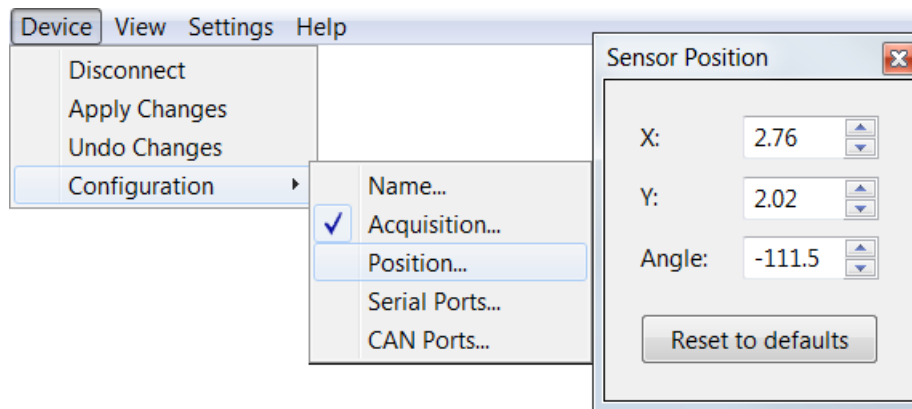 Device View Settings Help
Disconnect
Apply Changes
Undo Changes
Configuration
Name...
Acquisition...
Position...
Serial Ports...
CAN Ports...
Sensor Position
X: 2.76
Y: 2.02
Angle: -111.5
Reset to defaults